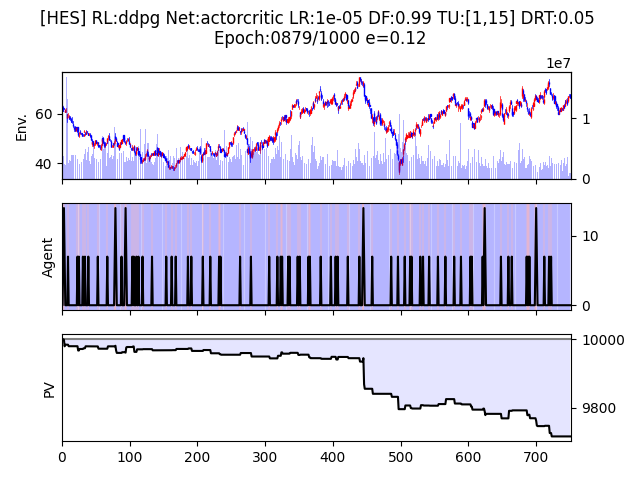 [HES] RL:ddpg Net:actorcritic LR:1e-05 DF:0.99 TU:[1,15] DRT:0.05
Epoch:0879/1000 e=0.12
1e7
Env.
60
40
1
0
Agent
10
0
PV
10000
9800
0 100 200 300 400 500 600 700